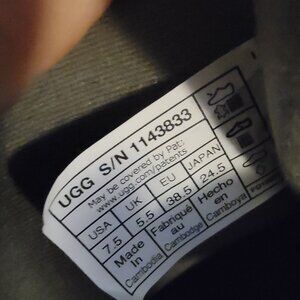 UGG S/N 1143833
May be covered by Pat:
www.ugg.com/patents
USA UK EU JAPAN
7.5 5.5 38.5 24.5
Made Fabriqué Hecho
in au en
Cambodia Cambodge Camboya